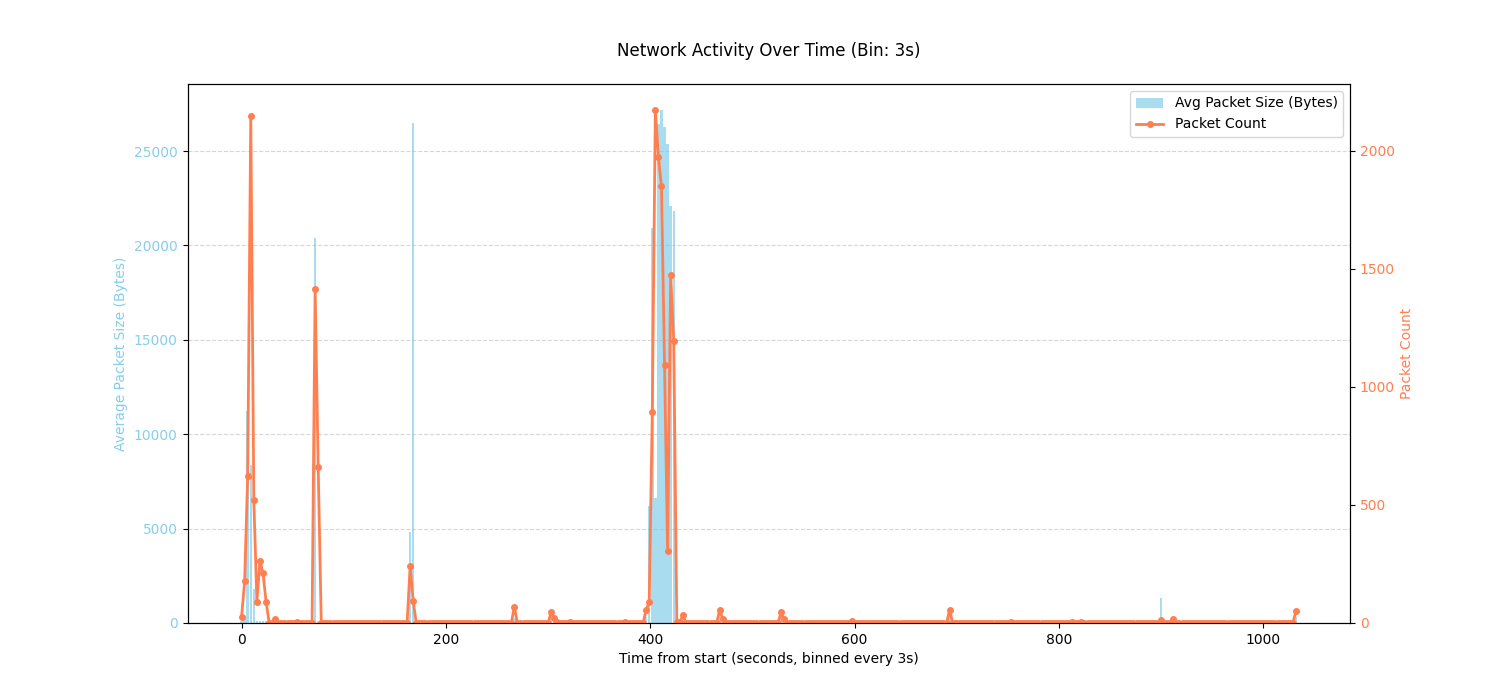 Network Activity Over Time (Bin: 3s)
Avg Packet Size (Bytes)
Packet Count
25000
20000
15000
10000
5000
0
Average Packet Size (Bytes)
2000
1500
1000
500
0
Packet Count
0
200
400
600
800
1000
Time from start (seconds, binned every 3s)